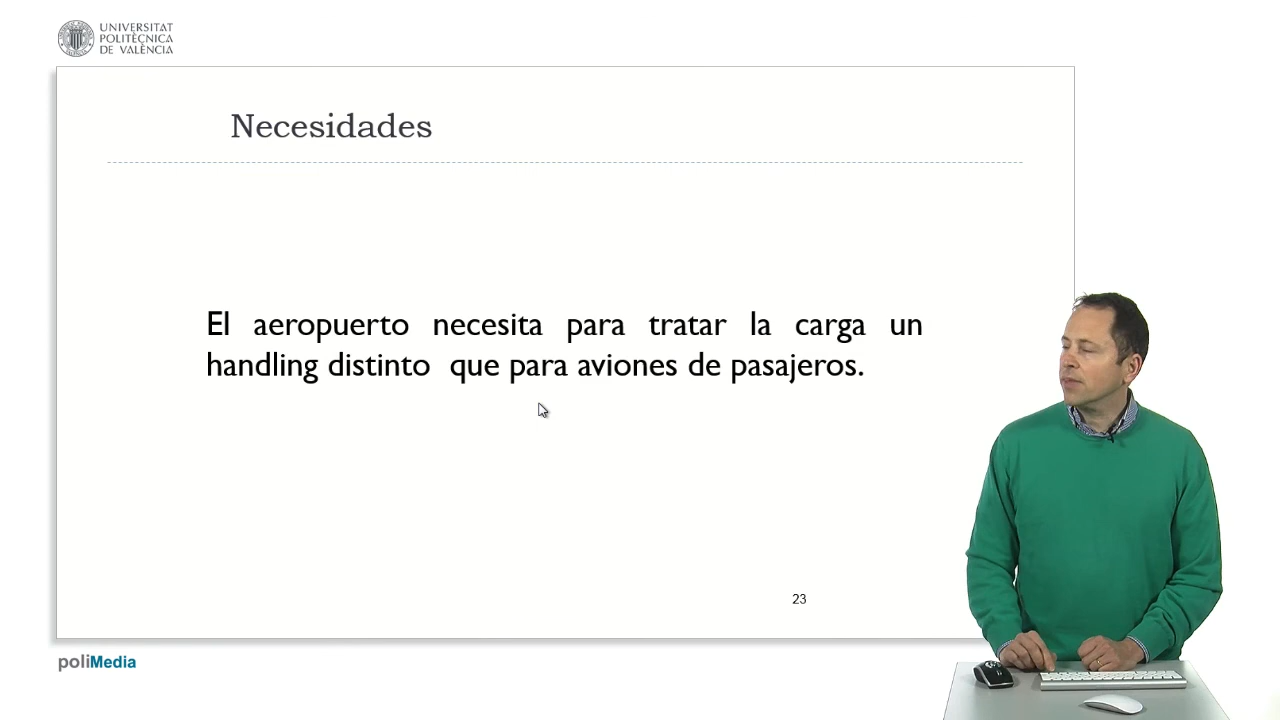 UNIVERSITAT
POLITÈCNICA
DE VALÈNCIA
Necesidades
El aeropuerto necesita para tratar la carga un
handling distinto que para aviones de pasajeros.
23
poliMedia